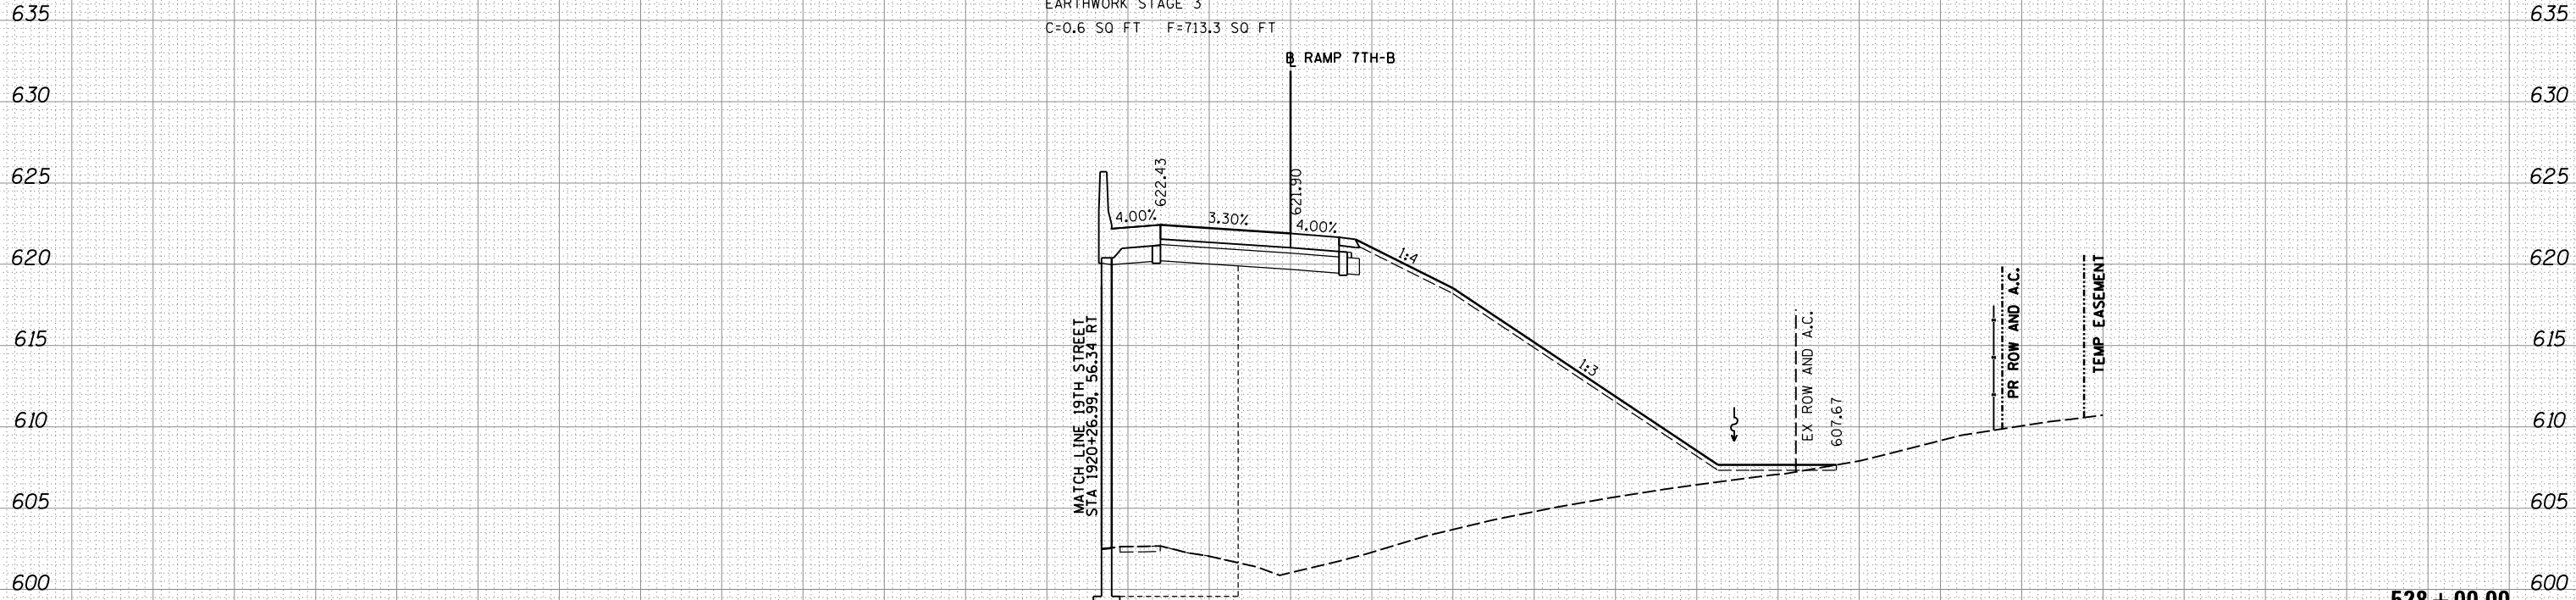 EARTHWORK STAGE 3
C=0.6 SQ FT F=713.3 SQ FT
635 635
RAMP 7TH-B
630 630
625 625
622.43
621.90
4.00% 3.30% 4.00%
1:4
620 620
MATCH LINE 19TH STREET
STA 1920+26.99, 56.34 RT
1:3
EX ROW AND A.C.
607.67
PR ROW AND A.C.
TEMP EASEMENT
615 615
610 610
605 605
600 600
528+00.00